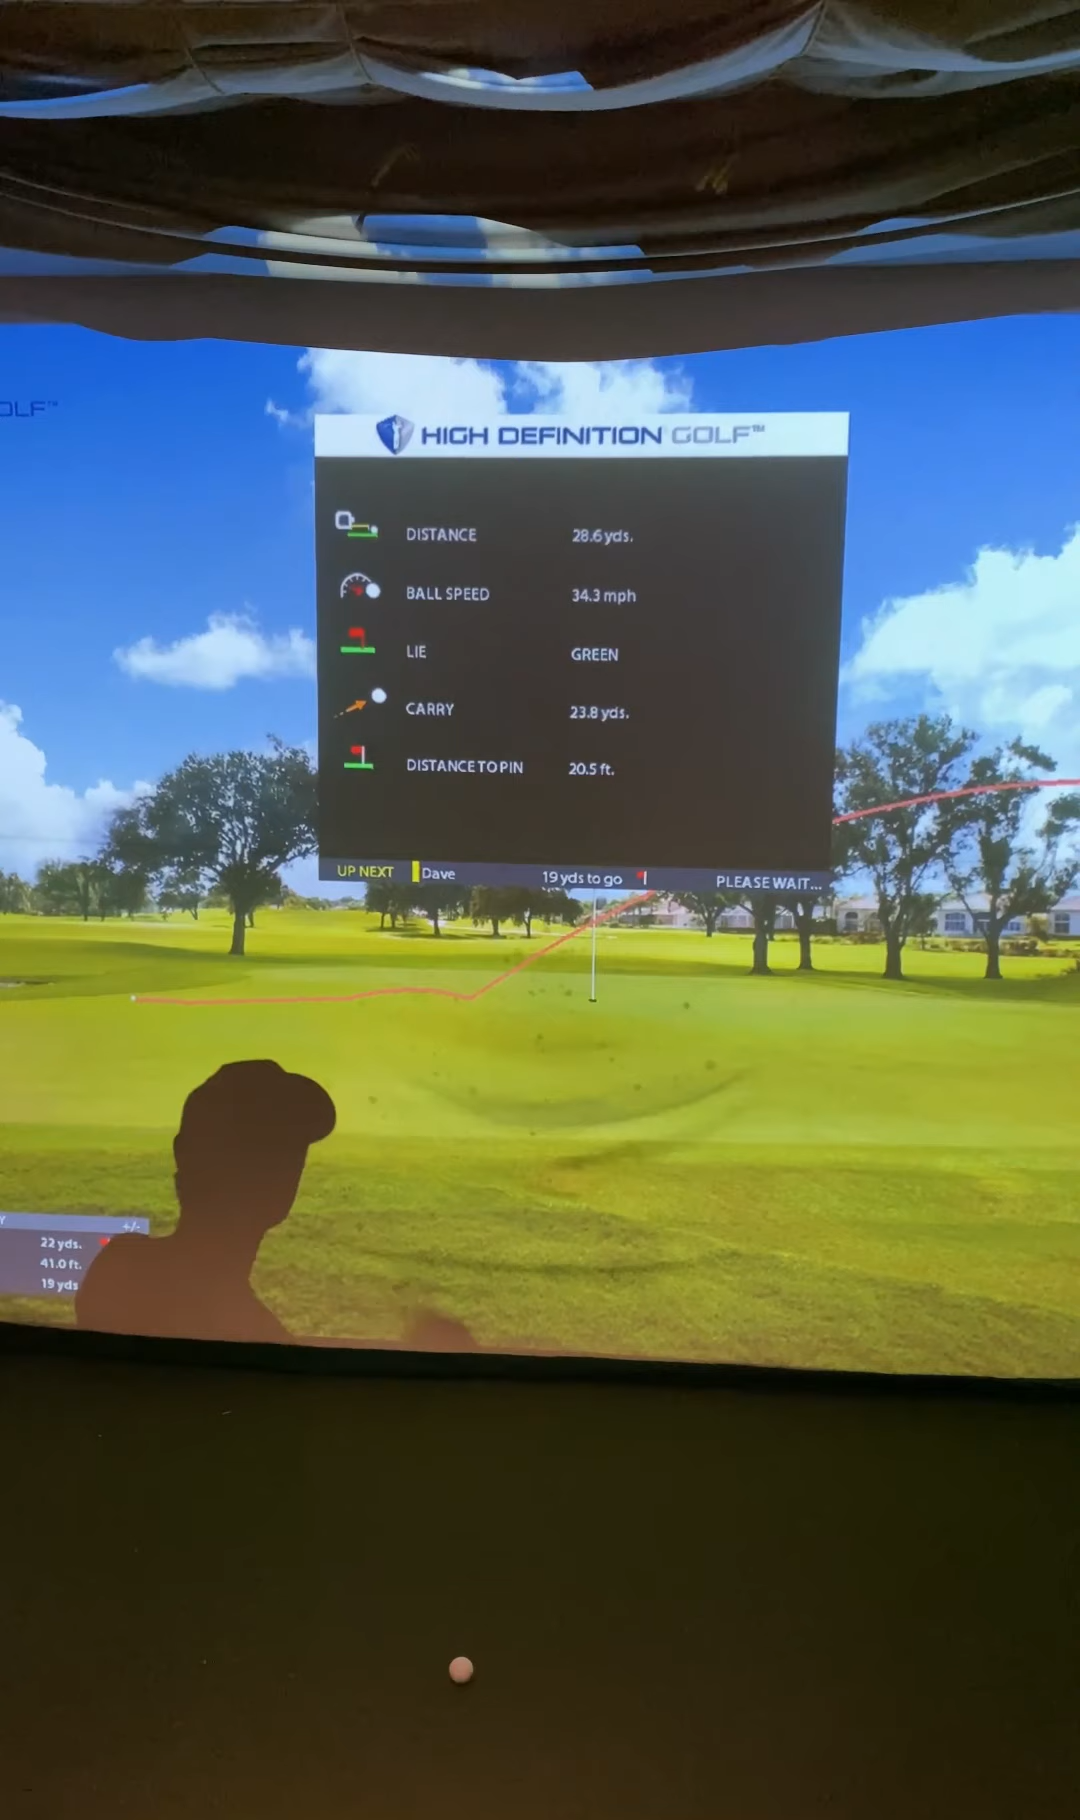 OLF™
HIGH DEFINITION GOLF™
DISTANCE 28.6 yds.
BALL SPEED 34.3 mph
LIE GREEN
CARRY 23.8 yds.
DISTANCE TO PIN 20.5 ft.
UP NEXT Dave 19 yds to go PLEASE WAIT...
Y +/-
22 yds.
41.0 ft.
19 yds